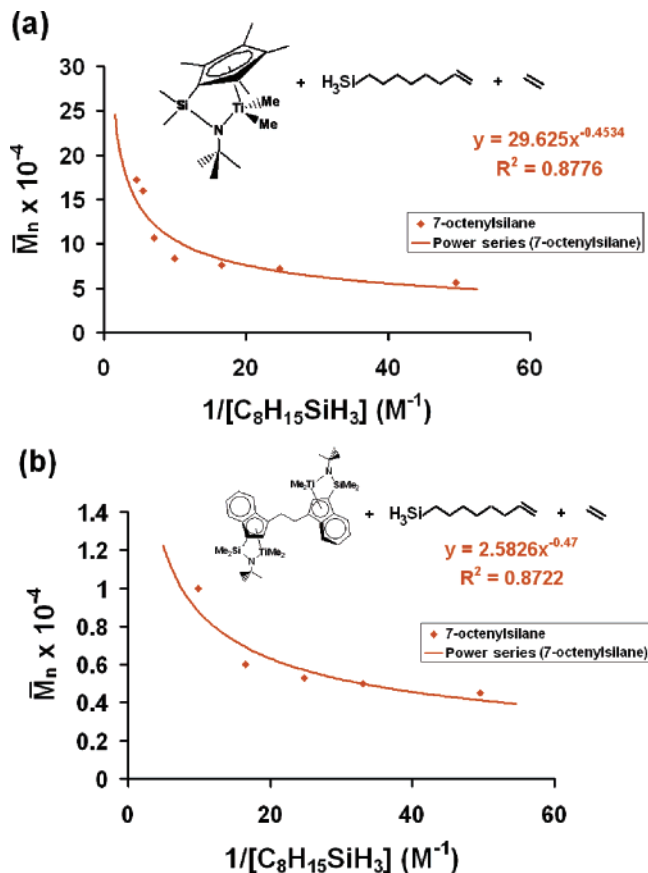 (a)
Si
Ti
Me
Me
N
+
H₃Si
+
y = 29.625x^-0.4534
R² = 0.8776
7-octenylsilane
Power series (7-octenylsilane)
30
25
20
15
10
5
0
M̅n x 10^-4
0
20
40
60
1/[C₈H₁₅SiH₃] (M^-1)
(b)
N
Me₂Ti
SiMe₂
Me₂Si
TiMe₂
N
+
H₃Si
+
y = 2.5826x^-0.47
R² = 0.8722
7-octenylsilane
Power series (7-octenylsilane)
1.4
1.2
1
0.8
0.6
0.4
0.2
0
M̅n x 10^-4
0
20
40
60
1/[C₈H₁₅SiH₃] (M^-1)